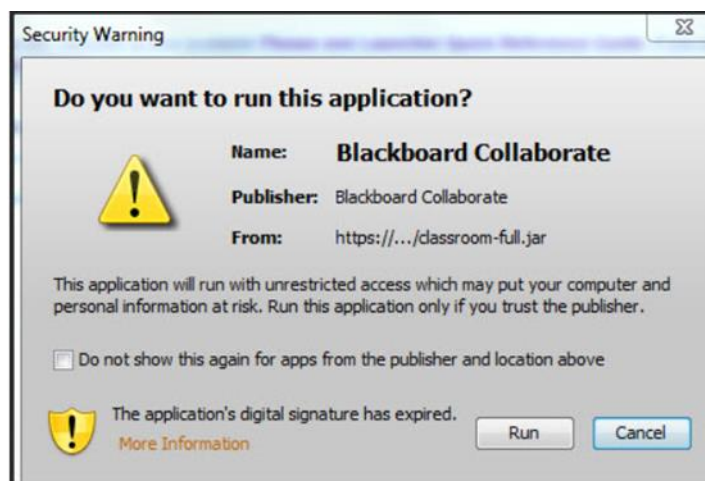 Security Warning
Do you want to run this application?
Name: Blackboard Collaborate
Publisher: Blackboard Collaborate
From: https://.../classroom-full.jar
This application will run with unrestricted access which may put your computer and
personal information at risk. Run this application only if you trust the publisher.
Do not show this again for apps from the publisher and location above
The application's digital signature has expired.
More Information
Run
Cancel